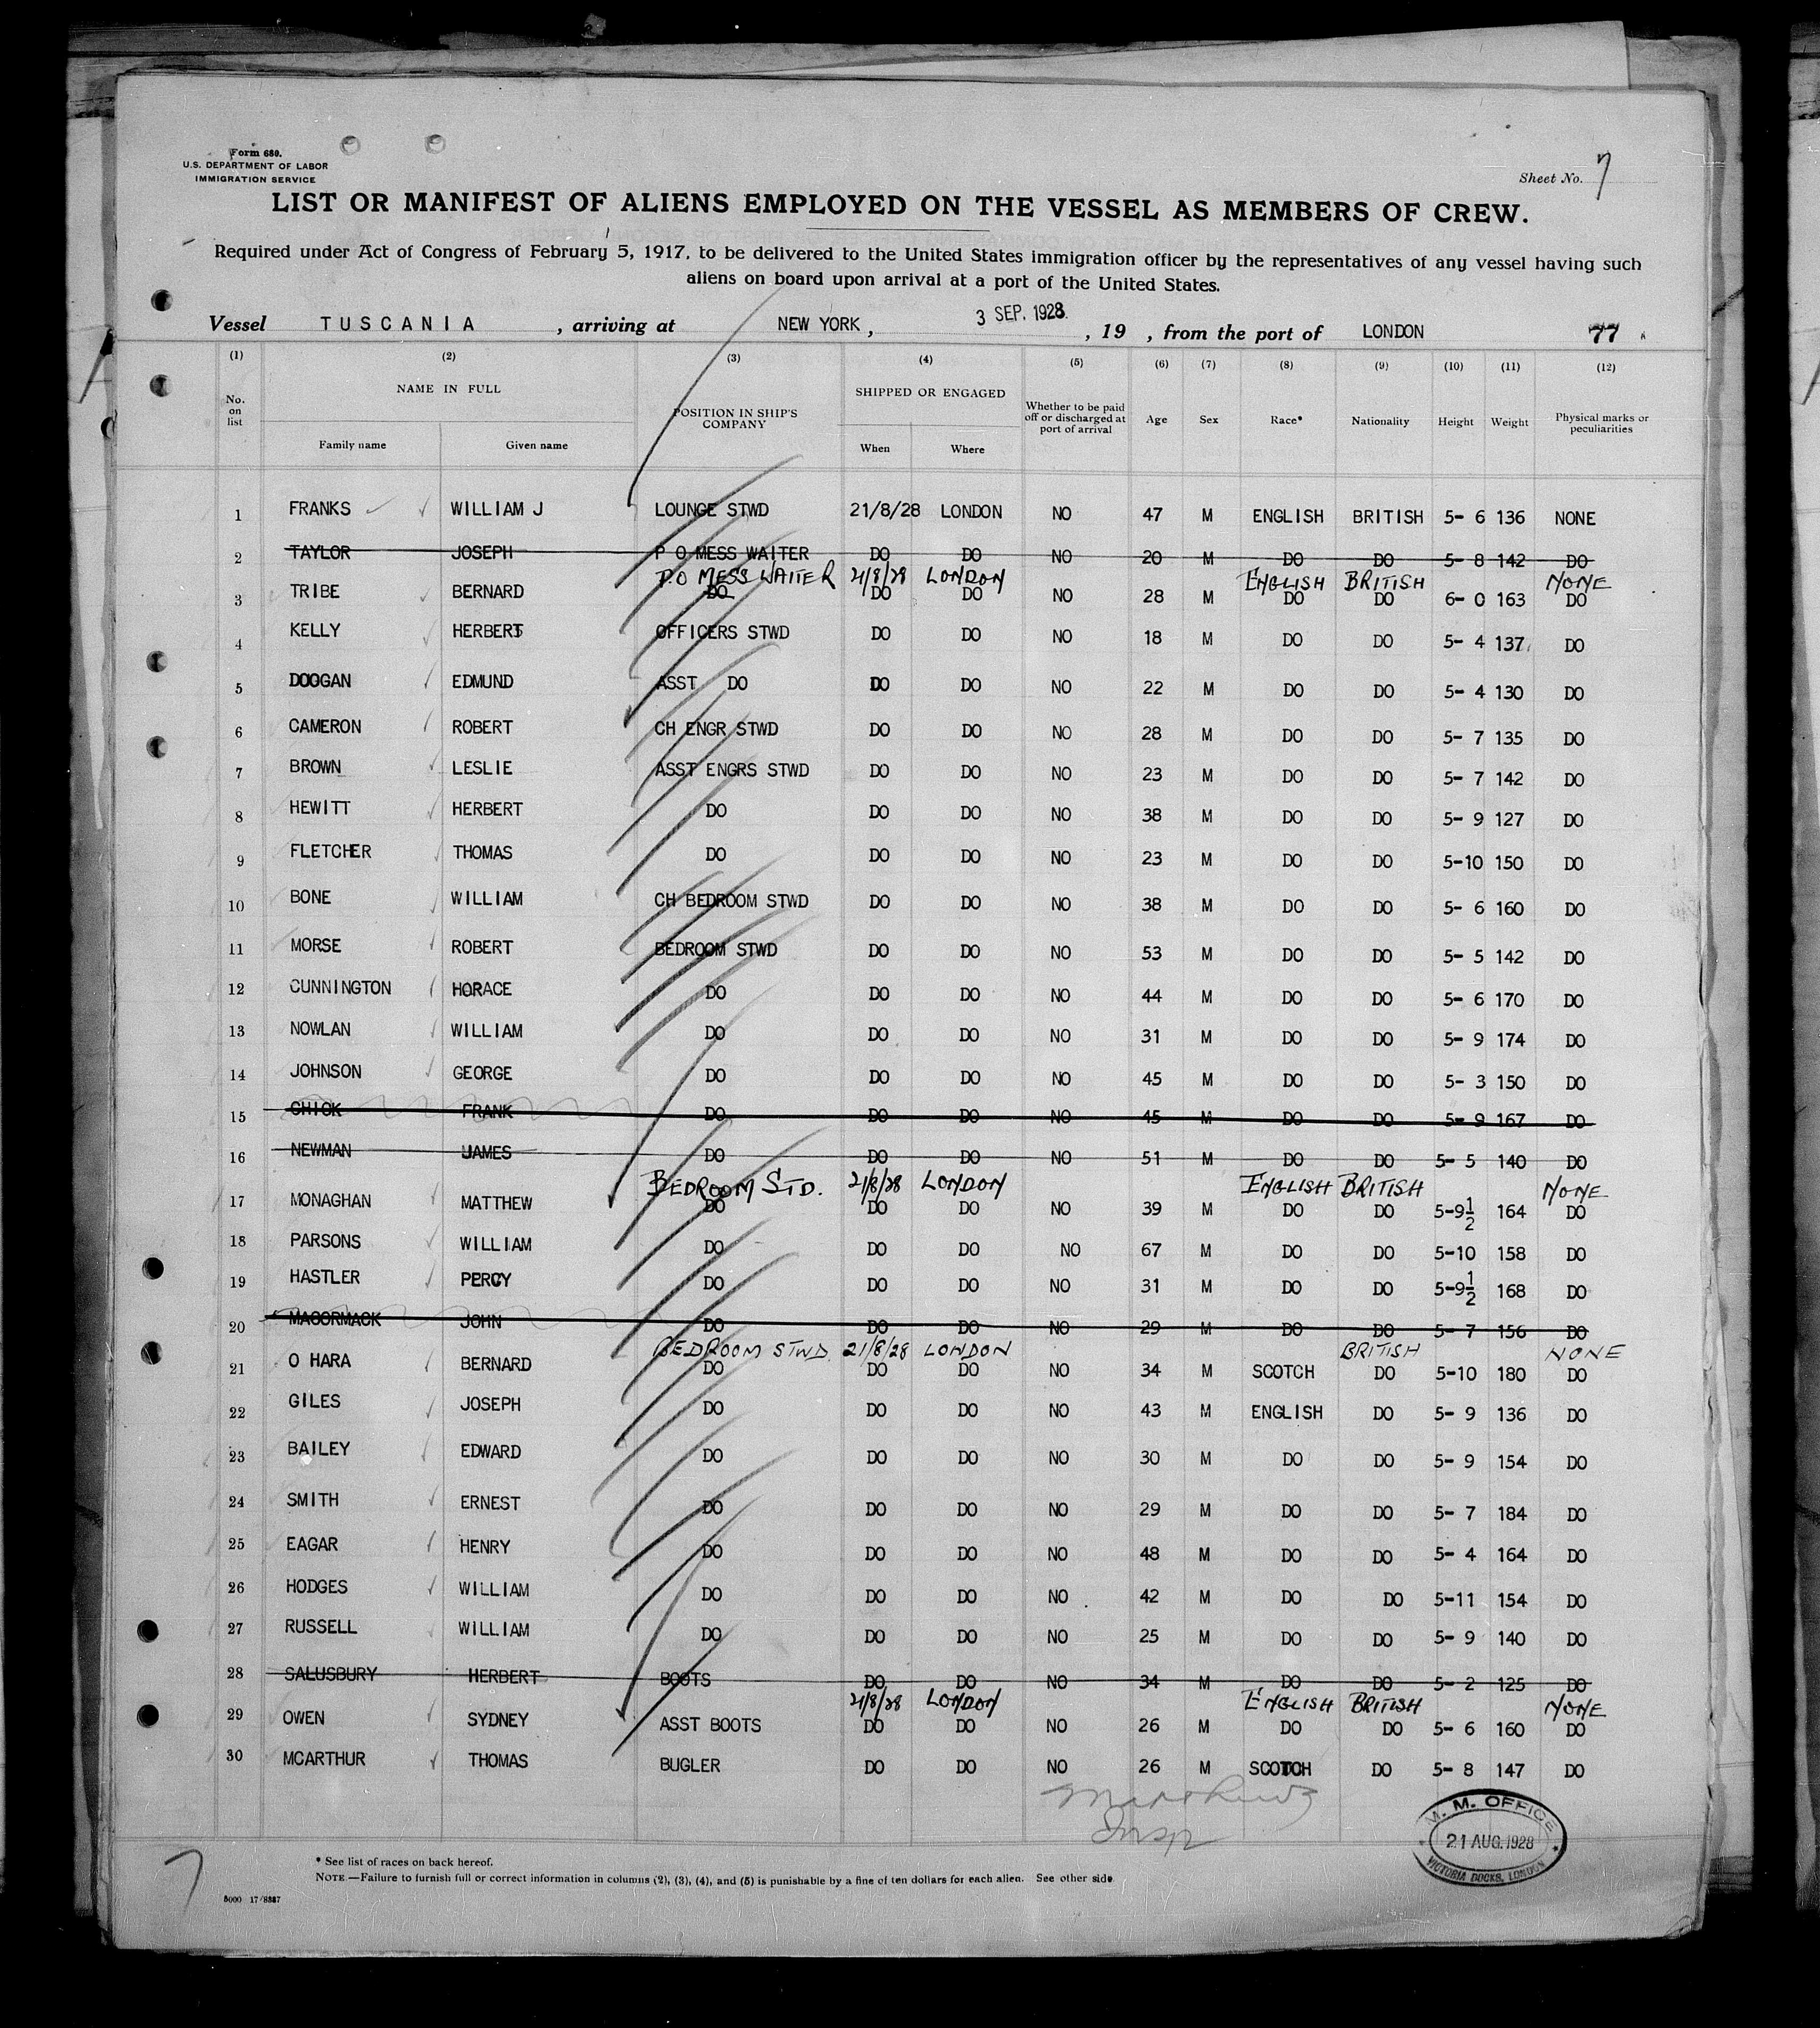 Form 680.
U.S. DEPARTMENT OF LABOR
IMMIGRATION SERVICE
Sheet No. 7
LIST OR MANIFEST OF ALIENS EMPLOYED ON THE VESSEL AS MEMBERS OF CREW.
Required under Act of Congress of February 5, 1917, to be delivered to the United States immigration officer by the representatives of any vessel having such
aliens on board upon arrival at a port of the United States.
Vessel TUSCANIA, arriving at NEW YORK, 3 SEP. 1928., 19 , from the port of LONDON 77
(1) (2) (3) (4) (5) (6) (7) (8) (9) (10) (11) (12)
No. on list NAME IN FULL POSITION IN SHIP'S COMPANY SHIPPED OR ENGAGED Whether to be paid off or discharged at port of arrival Age Sex Race* Nationality Height Weight Physical marks or peculiarities
Family name Given name When Where
1 FRANKS WILLIAM J LOUNGE STWD 21/8/28 LONDON NO 47 M ENGLISH BRITISH 5- 6 136 NONE
2 TAYLOR JOSEPH P O MESS WAITER DO DO NO 20 M DO DO 5- 8 142 DO
P.O MESS WAITER 21/8/28 LONDON ENGLISH BRITISH NONE
3 TRIBE BERNARD DO DO DO NO 28 M DO DO 6- 0 163 DO
4 KELLY HERBERT OFFICERS STWD DO DO NO 18 M DO DO 5- 4 137 DO
5 DOOGAN EDMUND ASST DO DO DO NO 22 M DO DO 5- 4 130 DO
6 CAMERON ROBERT CH ENGR STWD DO DO NO 28 M DO DO 5- 7 135 DO
7 BROWN LESLIE ASST ENGRS STWD DO DO NO 23 M DO DO 5- 7 142 DO
8 HEWITT HERBERT DO DO DO NO 38 M DO DO 5- 9 127 DO
9 FLETCHER THOMAS DO DO DO NO 23 M DO DO 5-10 150 DO
10 BONE WILLIAM CH BEDROOM STWD DO DO NO 38 M DO DO 5- 6 160 DO
11 MORSE ROBERT BEDROOM STWD DO DO NO 53 M DO DO 5- 5 142 DO
12 CUNNINGTON HORACE DO DO DO NO 44 M DO DO 5- 6 170 DO
13 NOWLAN WILLIAM DO DO DO NO 31 M DO DO 5- 9 174 DO
14 JOHNSON GEORGE DO DO DO NO 45 M DO DO 5- 3 150 DO
15 CHICK FRANK DO DO DO NO 45 M DO DO 5- 9 167 DO
16 NEWMAN JAMES DO DO DO NO 51 M DO DO 5- 5 140 DO
BEDROOM STD. 21/8/28 LONDON ENGLISH BRITISH NONE
17 MONAGHAN MATTHEW DO DO DO NO 39 M DO DO 5-9½ 164 DO
18 PARSONS WILLIAM DO DO DO NO 67 M DO DO 5-10 158 DO
19 HASTLER PERCY DO DO DO NO 31 M DO DO 5-9½ 168 DO
20 MACORMACK JOHN DO DO DO NO 29 M DO DO 5- 7 156 DO
BEDROOM STWD. 21/8/28 LONDON BRITISH NONE
21 O HARA BERNARD DO DO DO NO 34 M SCOTCH DO 5-10 180 DO
22 GILES JOSEPH DO DO DO NO 43 M ENGLISH DO 5- 9 136 DO
23 BAILEY EDWARD DO DO DO NO 30 M DO DO 5- 9 154 DO
24 SMITH ERNEST DO DO DO NO 29 M DO DO 5- 7 184 DO
25 EAGAR HENRY DO DO DO NO 48 M DO DO 5- 4 164 DO
26 HODGES WILLIAM DO DO DO NO 42 M DO DO 5-11 154 DO
27 RUSSELL WILLIAM DO DO DO NO 25 M DO DO 5- 9 140 DO
28 SALUSBURY HERBERT BOOTS DO DO NO 34 M DO DO 5- 2 125 DO
21/8/28 LONDON ENGLISH BRITISH NONE
29 OWEN SYDNEY ASST BOOTS DO DO NO 26 M DO DO 5- 6 160 DO
30 MCARTHUR THOMAS BUGLER DO DO NO 26 M SCOTCH DO 5- 8 147 DO
Insp
M. M. OFFICE
21 AUG. 1928
VICTORIA DOCKS, LONDON
7
* See list of races on back hereof.
NOTE.—Failure to furnish full or correct information in columns (2), (3), (4), and (5) is punishable by a fine of ten dollars for each alien. See other side.